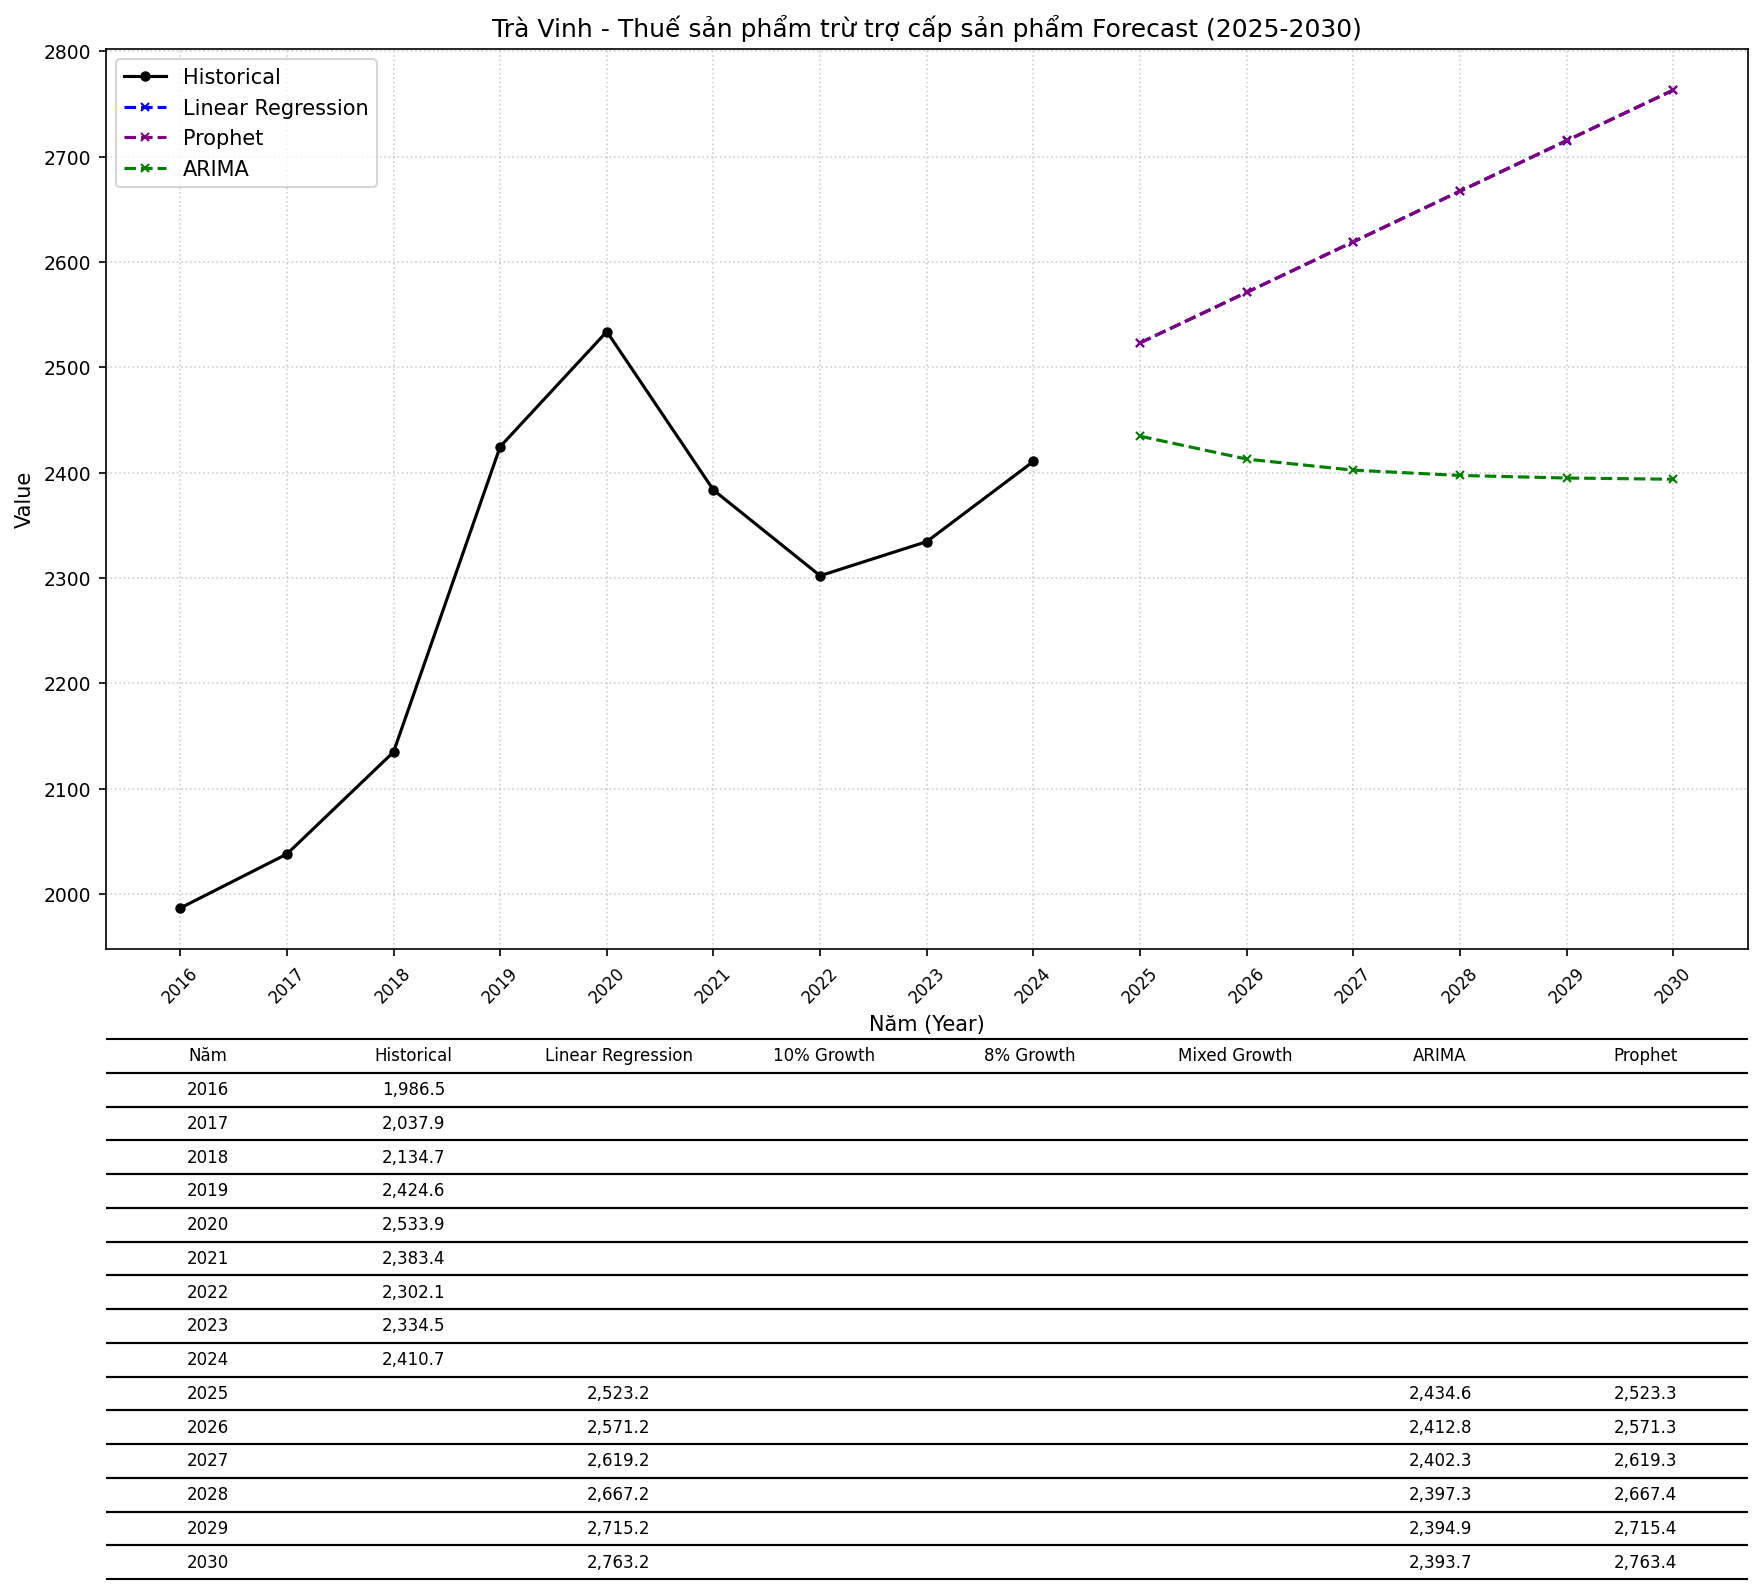 Trà Vinh - Thuế sản phẩm trừ trợ cấp sản phẩm Forecast (2025-2030)
Historical
Linear Regression
Prophet
ARIMA
Value
2800
2700
2600
2500
2400
2300
2200
2100
2000
2016 2017 2018 2019 2020 2021 2022 2023 2024 2025 2026 2027 2028 2029 2030
Năm (Year)
Năm Historical Linear Regression 10% Growth 8% Growth Mixed Growth ARIMA Prophet
2016 1,986.5
2017 2,037.9
2018 2,134.7
2019 2,424.6
2020 2,533.9
2021 2,383.4
2022 2,302.1
2023 2,334.5
2024 2,410.7
2025 2,523.2 2,434.6 2,523.3
2026 2,571.2 2,412.8 2,571.3
2027 2,619.2 2,402.3 2,619.3
2028 2,667.2 2,397.3 2,667.4
2029 2,715.2 2,394.9 2,715.4
2030 2,763.2 2,393.7 2,763.4